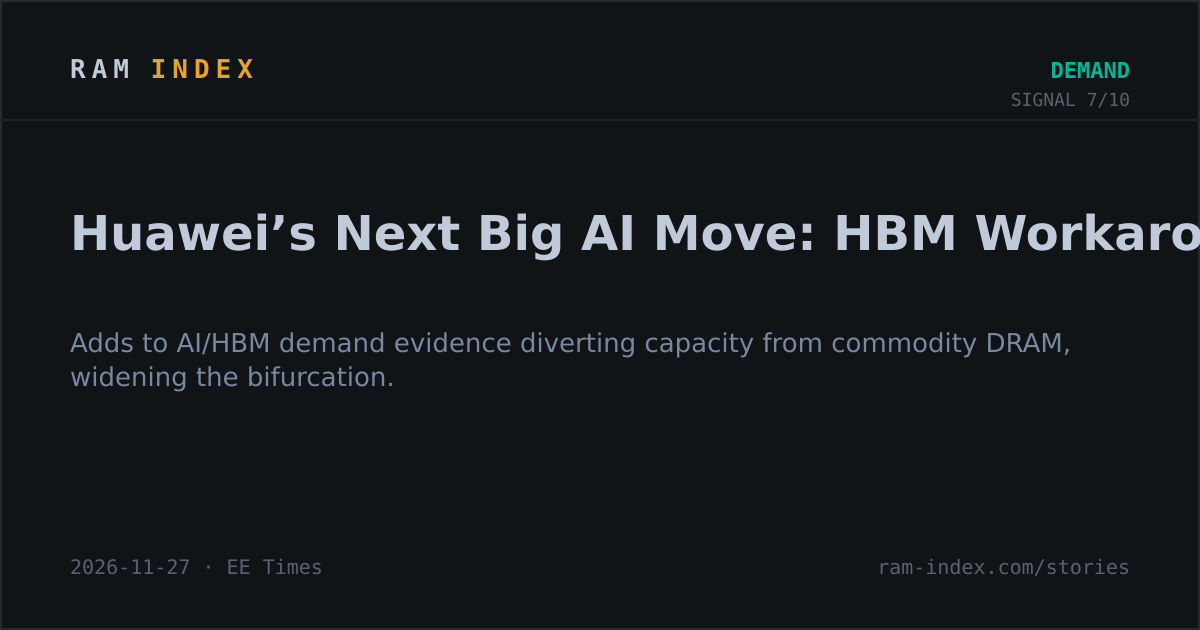 RAM INDEX
DEMAND
SIGNAL 7/10
Huawei’s Next Big AI Move: HBM Workaro
Adds to AI/HBM demand evidence diverting capacity from commodity DRAM,
widening the bifurcation.
2026-11-27 · EE Times
ram-index.com/stories